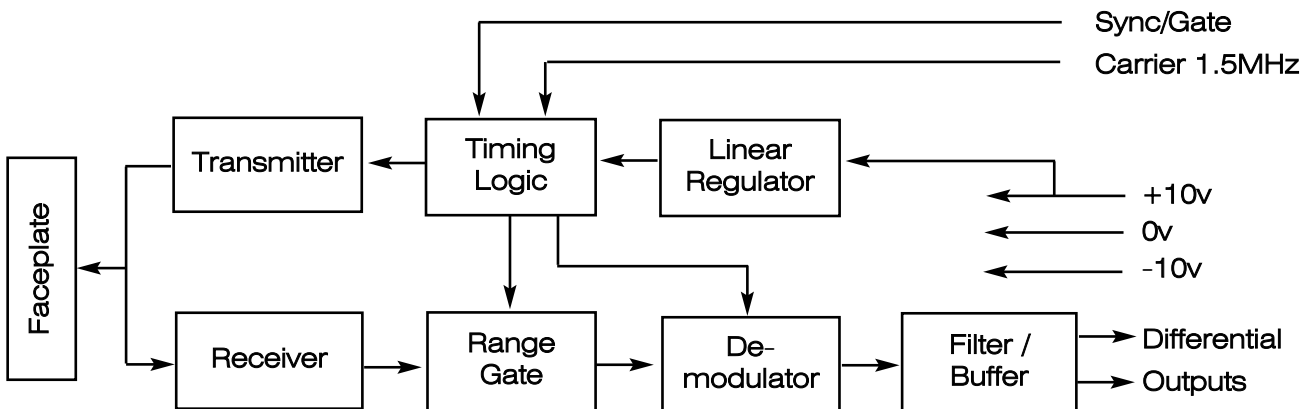 Sync/Gate
Carrier 1.5MHz
Transmitter
Timing
Logic
Linear
Regulator
+10v
0v
-10v
Faceplate
Receiver
Range
Gate
De-
modulator
Filter /
Buffer
Differential
Outputs